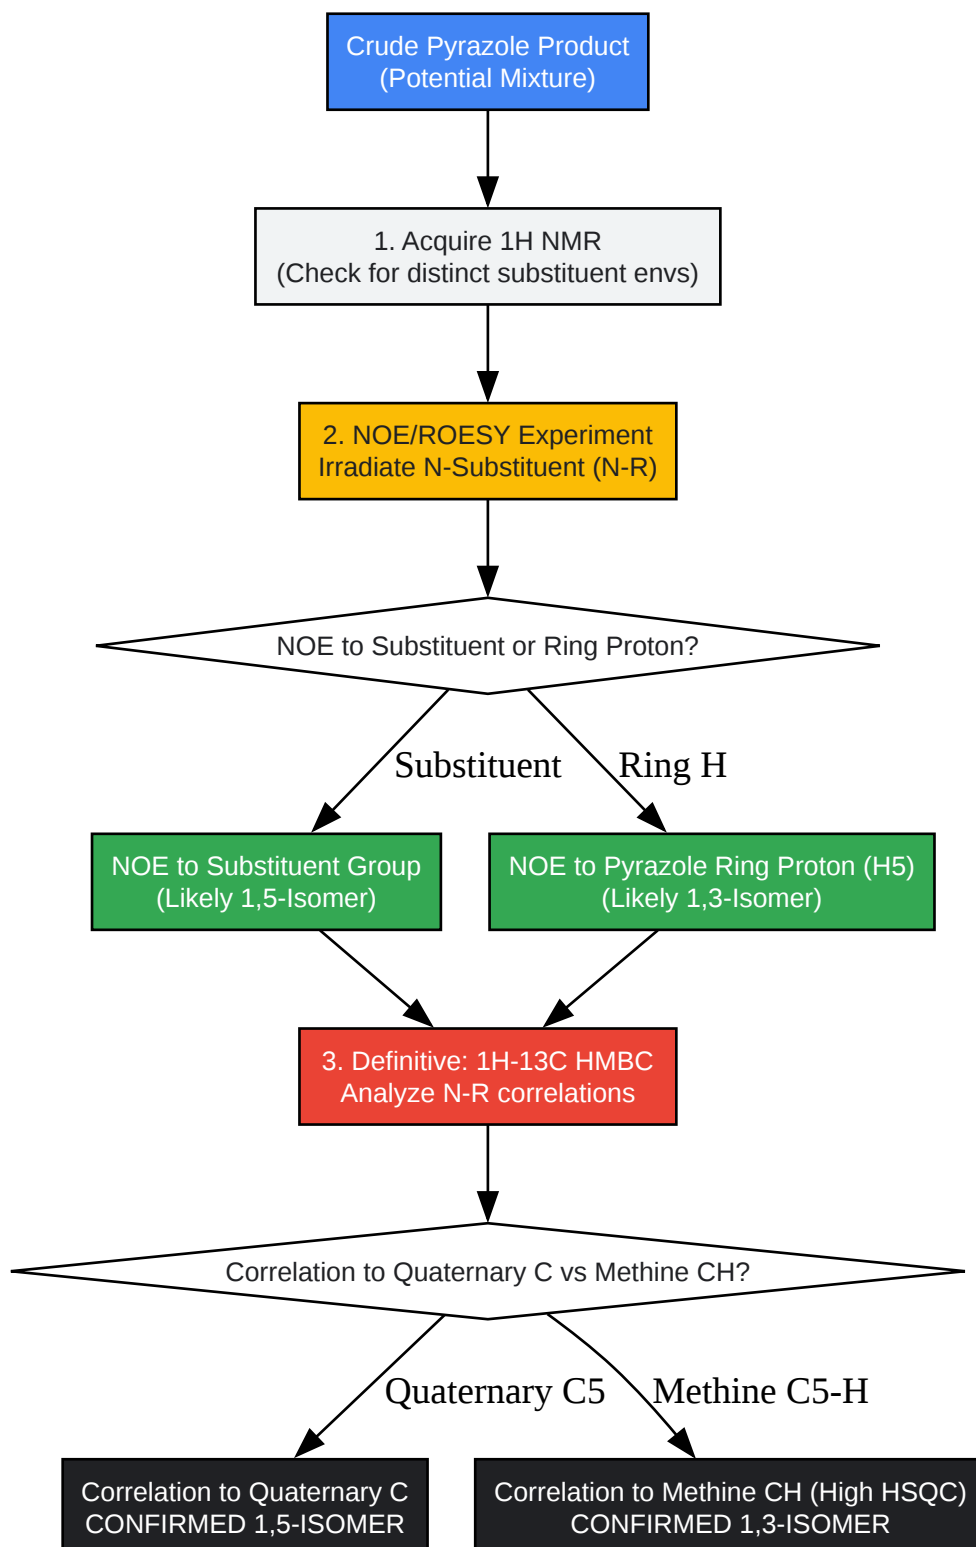 Crude Pyrazole Product
(Potential Mixture)
1. Acquire 1H NMR
(Check for distinct substituent envs)
2. NOE/ROESY Experiment
Irradiate N-Substituent (N-R)
NOE to Substituent or Ring Proton?
Substituent
Ring H
NOE to Substituent Group
(Likely 1,5-Isomer)
NOE to Pyrazole Ring Proton (H5)
(Likely 1,3-Isomer)
3. Definitive: 1H-13C HMBC
Analyze N-R correlations
Correlation to Quaternary C vs Methine CH?
Quaternary C5
Methine C5-H
Correlation to Quaternary C
CONFIRMED 1,5-ISOMER
Correlation to Methine CH (High HSQC)
CONFIRMED 1,3-ISOMER